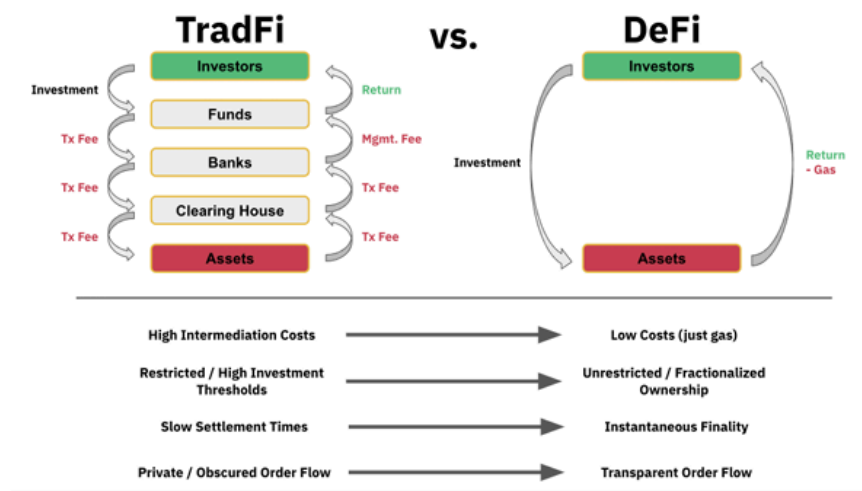 TradFi
vs.
DeFi
Investors
Investment
Return
Funds
Tx Fee
Mgmt. Fee
Banks
Tx Fee
Tx Fee
Clearing House
Tx Fee
Tx Fee
Assets
Investors
Investment
Return
- Gas
Assets
High Intermediation Costs
Low Costs (just gas)
Restricted / High Investment
Thresholds
Unrestricted / Fractionalized
Ownership
Slow Settlement Times
Instantaneous Finality
Private / Obscured Order Flow
Transparent Order Flow